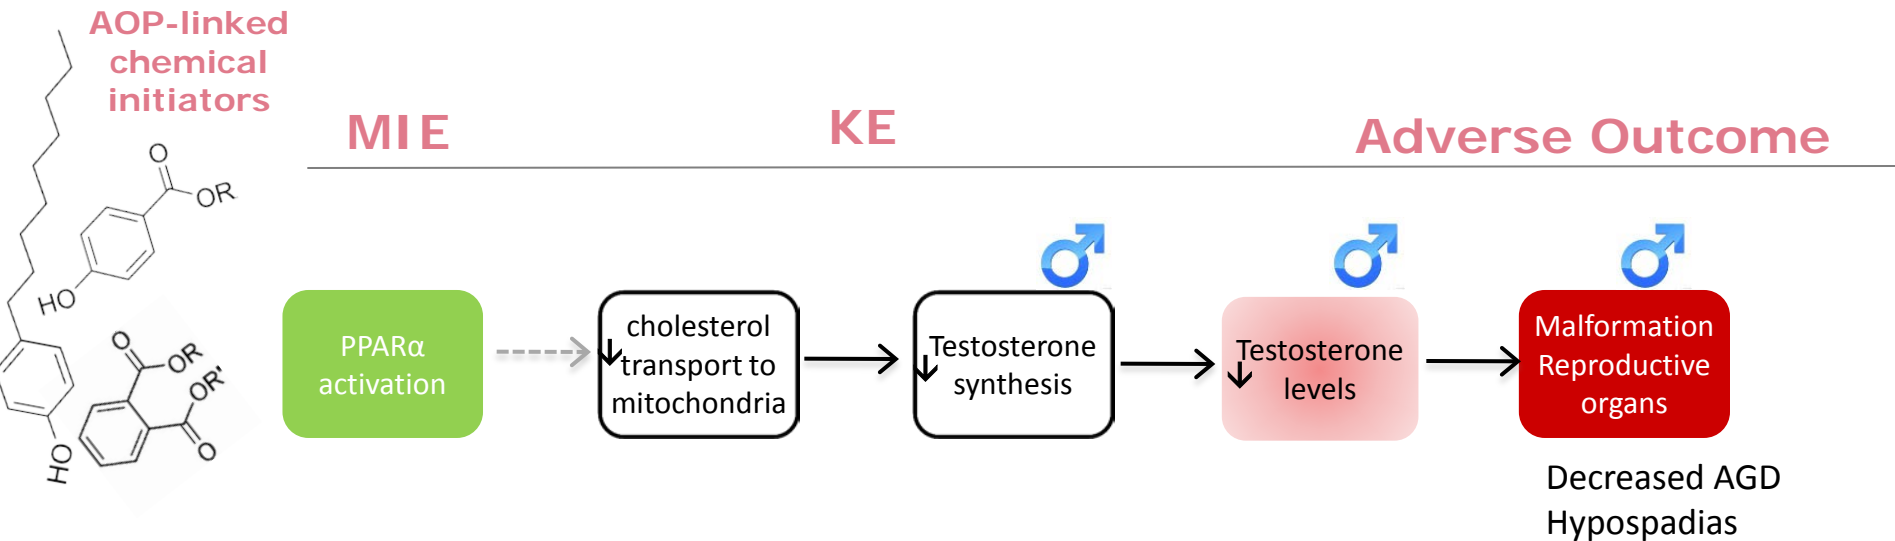 AOP-linked
chemical
initiators
MIE
KE
Adverse Outcome
O
OR
HO
O
OR
OR'
O
HO
PPARα
activation
cholesterol
transport to
mitochondria
Testosterone
synthesis
Testosterone
levels
Malformation
Reproductive
organs
Decreased AGD
Hypospadias